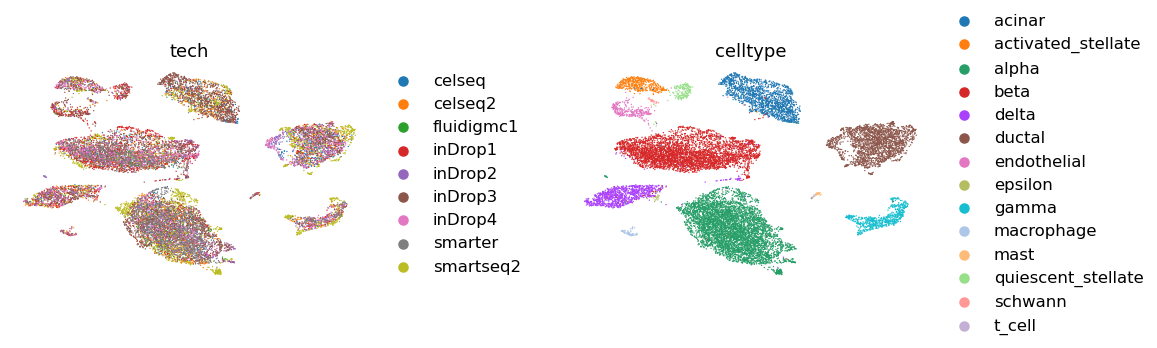 tech
celseq
celseq2
fluidigmc1
inDrop1
inDrop2
inDrop3
inDrop4
smarter
smartseq2
celltype
acinar
activated_stellate
alpha
beta
delta
ductal
endothelial
epsilon
gamma
macrophage
mast
quiescent_stellate
schwann
t_cell